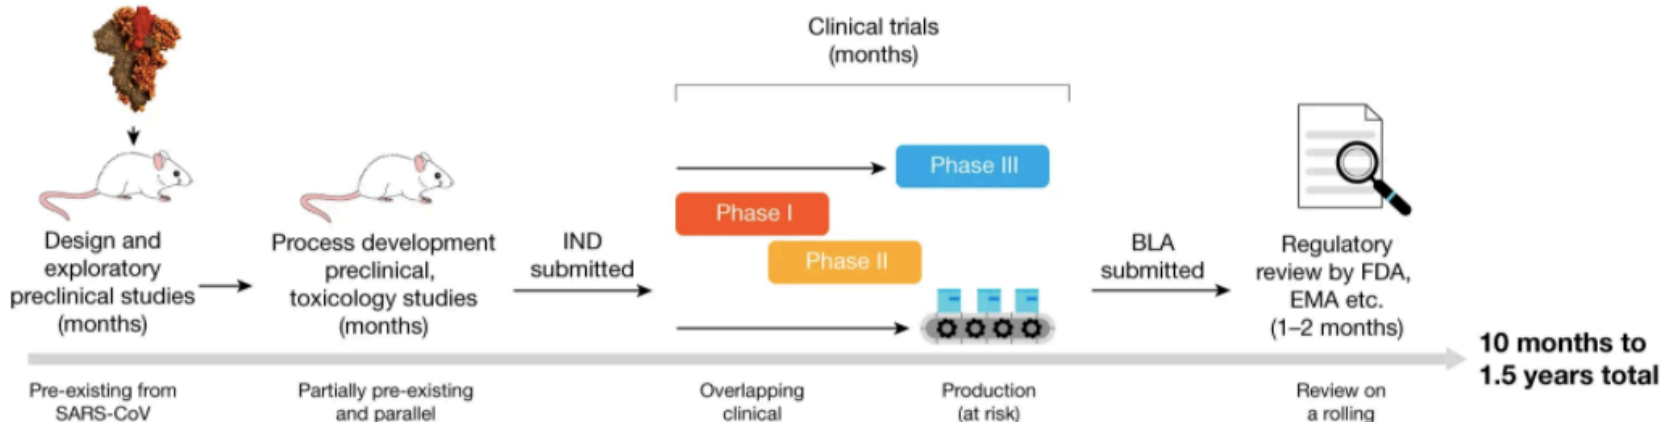 Clinical trials
(months)
Phase III
Phase I
Phase II
Design and
exploratory
preclinical studies
(months)
Process development
preclinical,
toxicology studies
(months)
IND
submitted
BLA
submitted
Regulatory
review by FDA,
EMA etc.
(1–2 months)
10 months to
1.5 years total
Pre-existing from
SARS-CoV
Partially pre-existing
and parallel
Overlapping
clinical
Production
(at risk)
Review on
a rolling